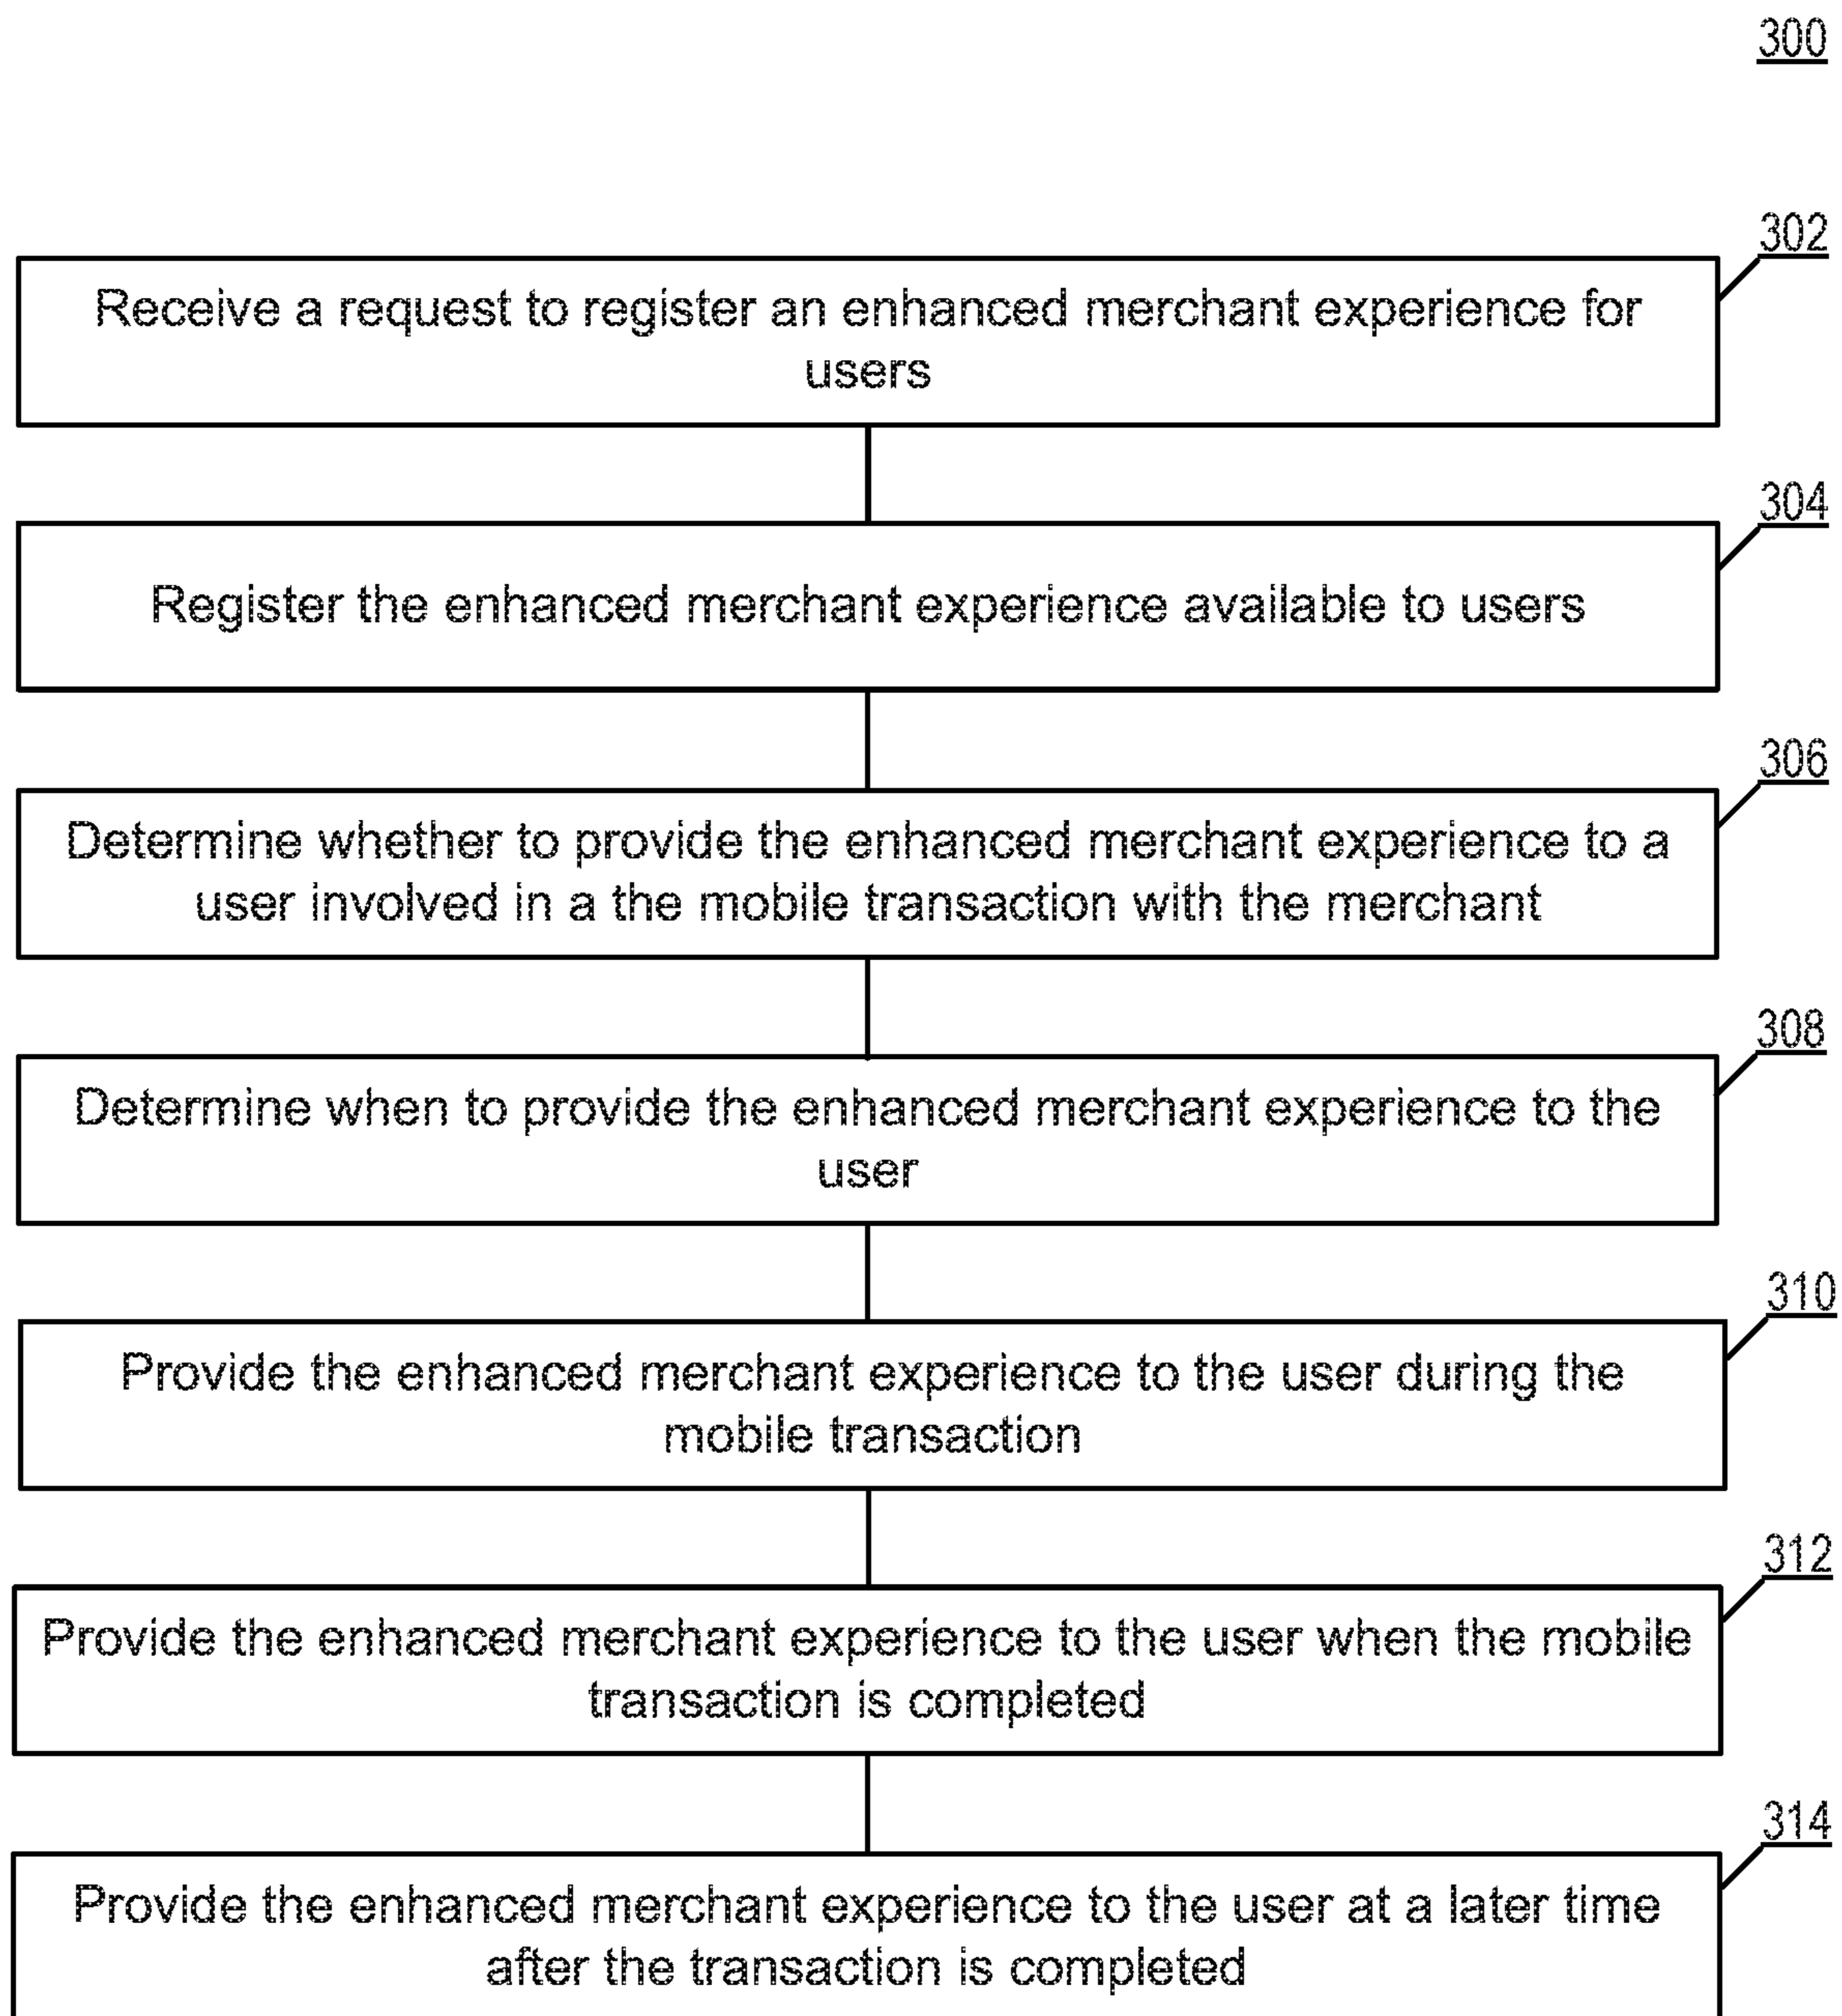 300
302
Receive a request to register an enhanced merchant experience for
users
304
Register the enhanced merchant experience available to users
306
Determine whether to provide the enhanced merchant experience to a
user involved in a the mobile transaction with the merchant
308
Determine when to provide the enhanced merchant experience to the
user
310
Provide the enhanced merchant experience to the user during the
mobile transaction
312
Provide the enhanced merchant experience to the user when the mobile
transaction is completed
314
Provide the enhanced merchant experience to the user at a later time
after the transaction is completed